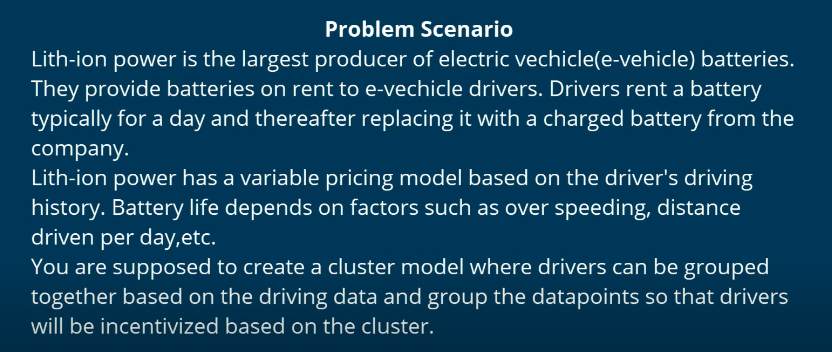 Problem Scenario
Lith-ion power is the largest producer of electric vechicle(e-vehicle) batteries.
They provide batteries on rent to e-vechicle drivers. Drivers rent a battery
typically for a day and thereafter replacing it with a charged battery from the
company.
Lith-ion power has a variable pricing model based on the driver's driving
history. Battery life depends on factors such as over speeding, distance
driven per day,etc.
You are supposed to create a cluster model where drivers can be grouped
together based on the driving data and group the datapoints so that drivers
will be incentivized based on the cluster.